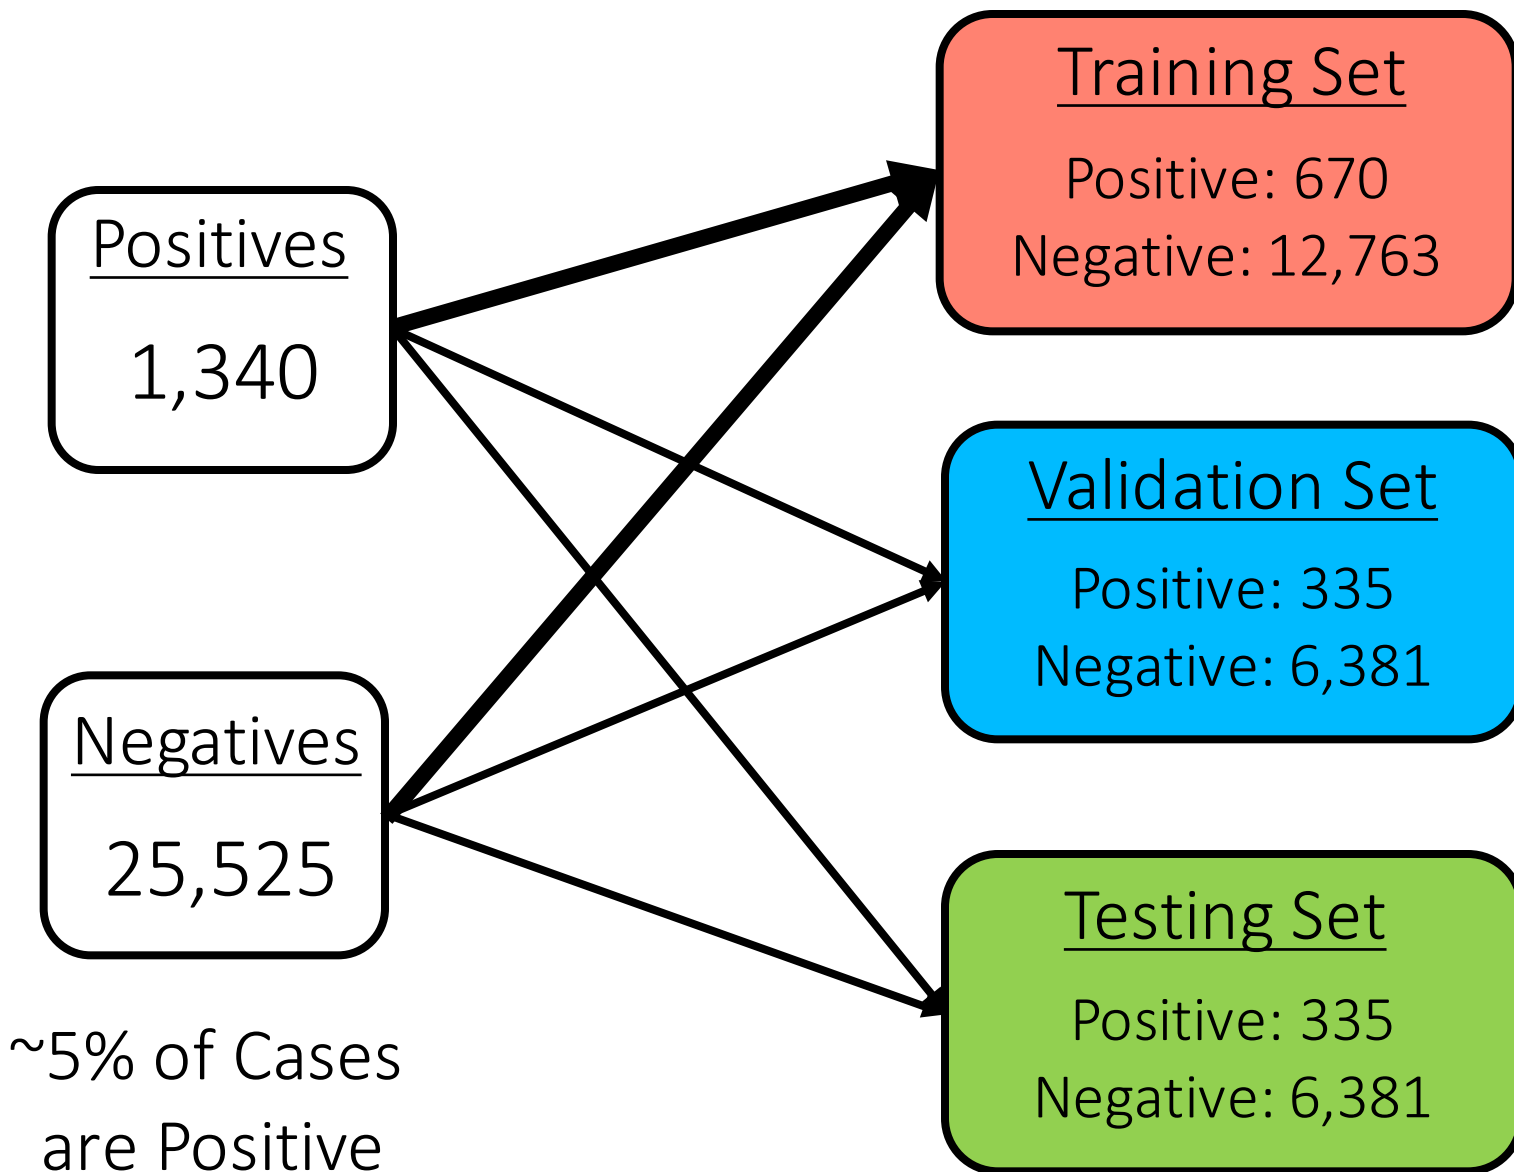 Positives
1,340
Negatives
25,525
~5% of Cases
are Positive
Training Set
Positive: 670
Negative: 12,763
Validation Set
Positive: 335
Negative: 6,381
Testing Set
Positive: 335
Negative: 6,381